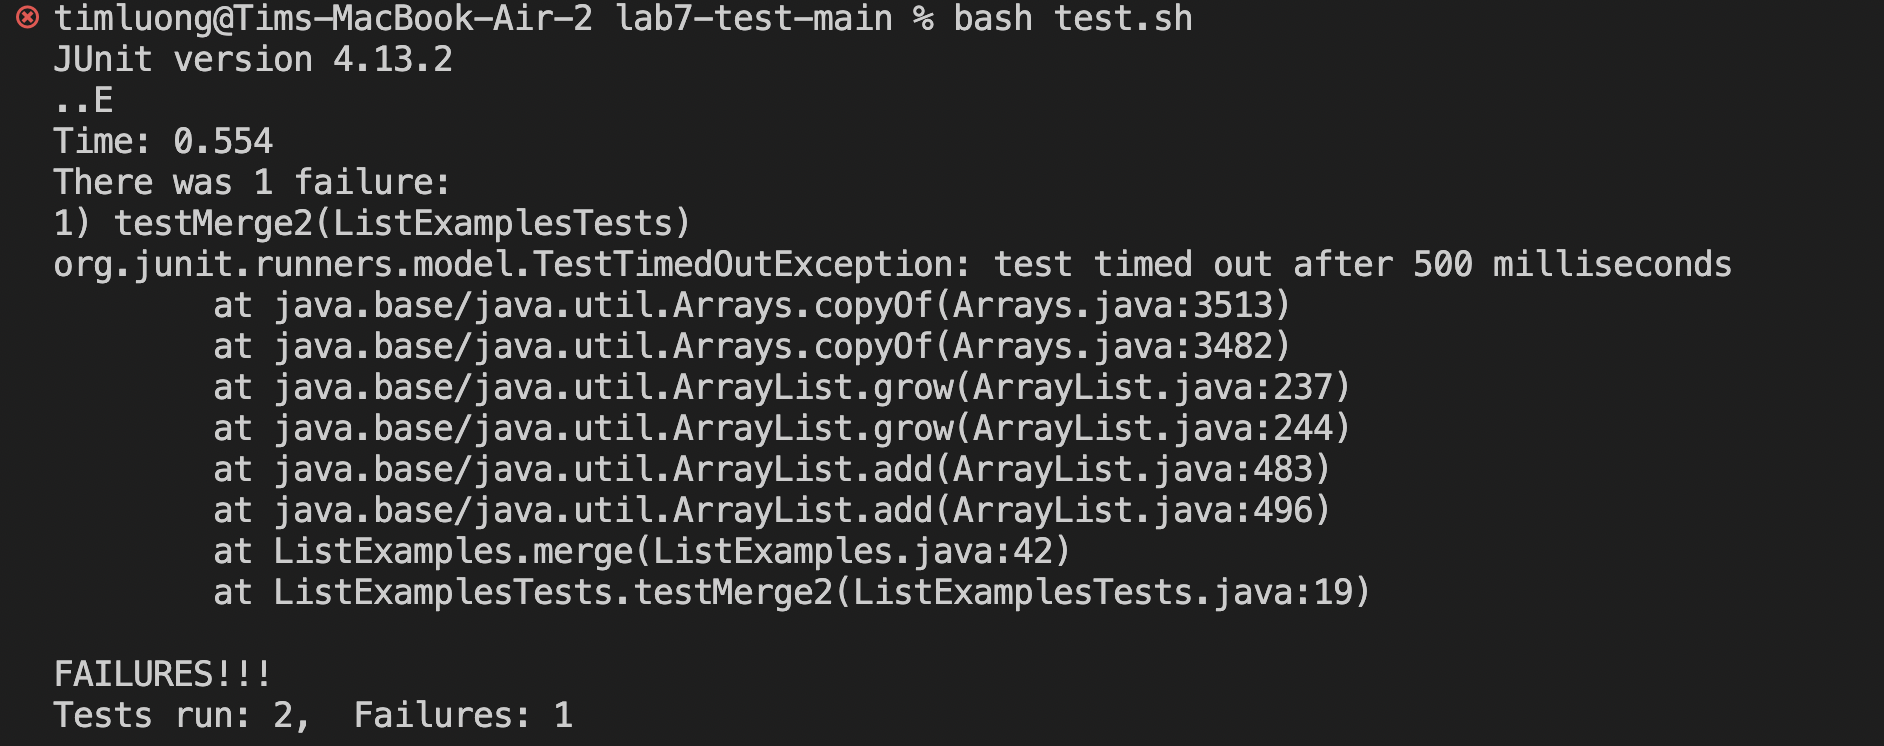 timluong@Tims-MacBook-Air-2 lab7-test-main % bash test.sh
JUnit version 4.13.2
..E
Time: 0.554
There was 1 failure:
1) testMerge2(ListExamplesTests)
org.junit.runners.model.TestTimedOutException: test timed out after 500 milliseconds
        at java.base/java.util.Arrays.copyOf(Arrays.java:3513)
        at java.base/java.util.Arrays.copyOf(Arrays.java:3482)
        at java.base/java.util.ArrayList.grow(ArrayList.java:237)
        at java.base/java.util.ArrayList.grow(ArrayList.java:244)
        at java.base/java.util.ArrayList.add(ArrayList.java:483)
        at java.base/java.util.ArrayList.add(ArrayList.java:496)
        at ListExamples.merge(ListExamples.java:42)
        at ListExamplesTests.testMerge2(ListExamplesTests.java:19)

FAILURES!!!
Tests run: 2,  Failures: 1